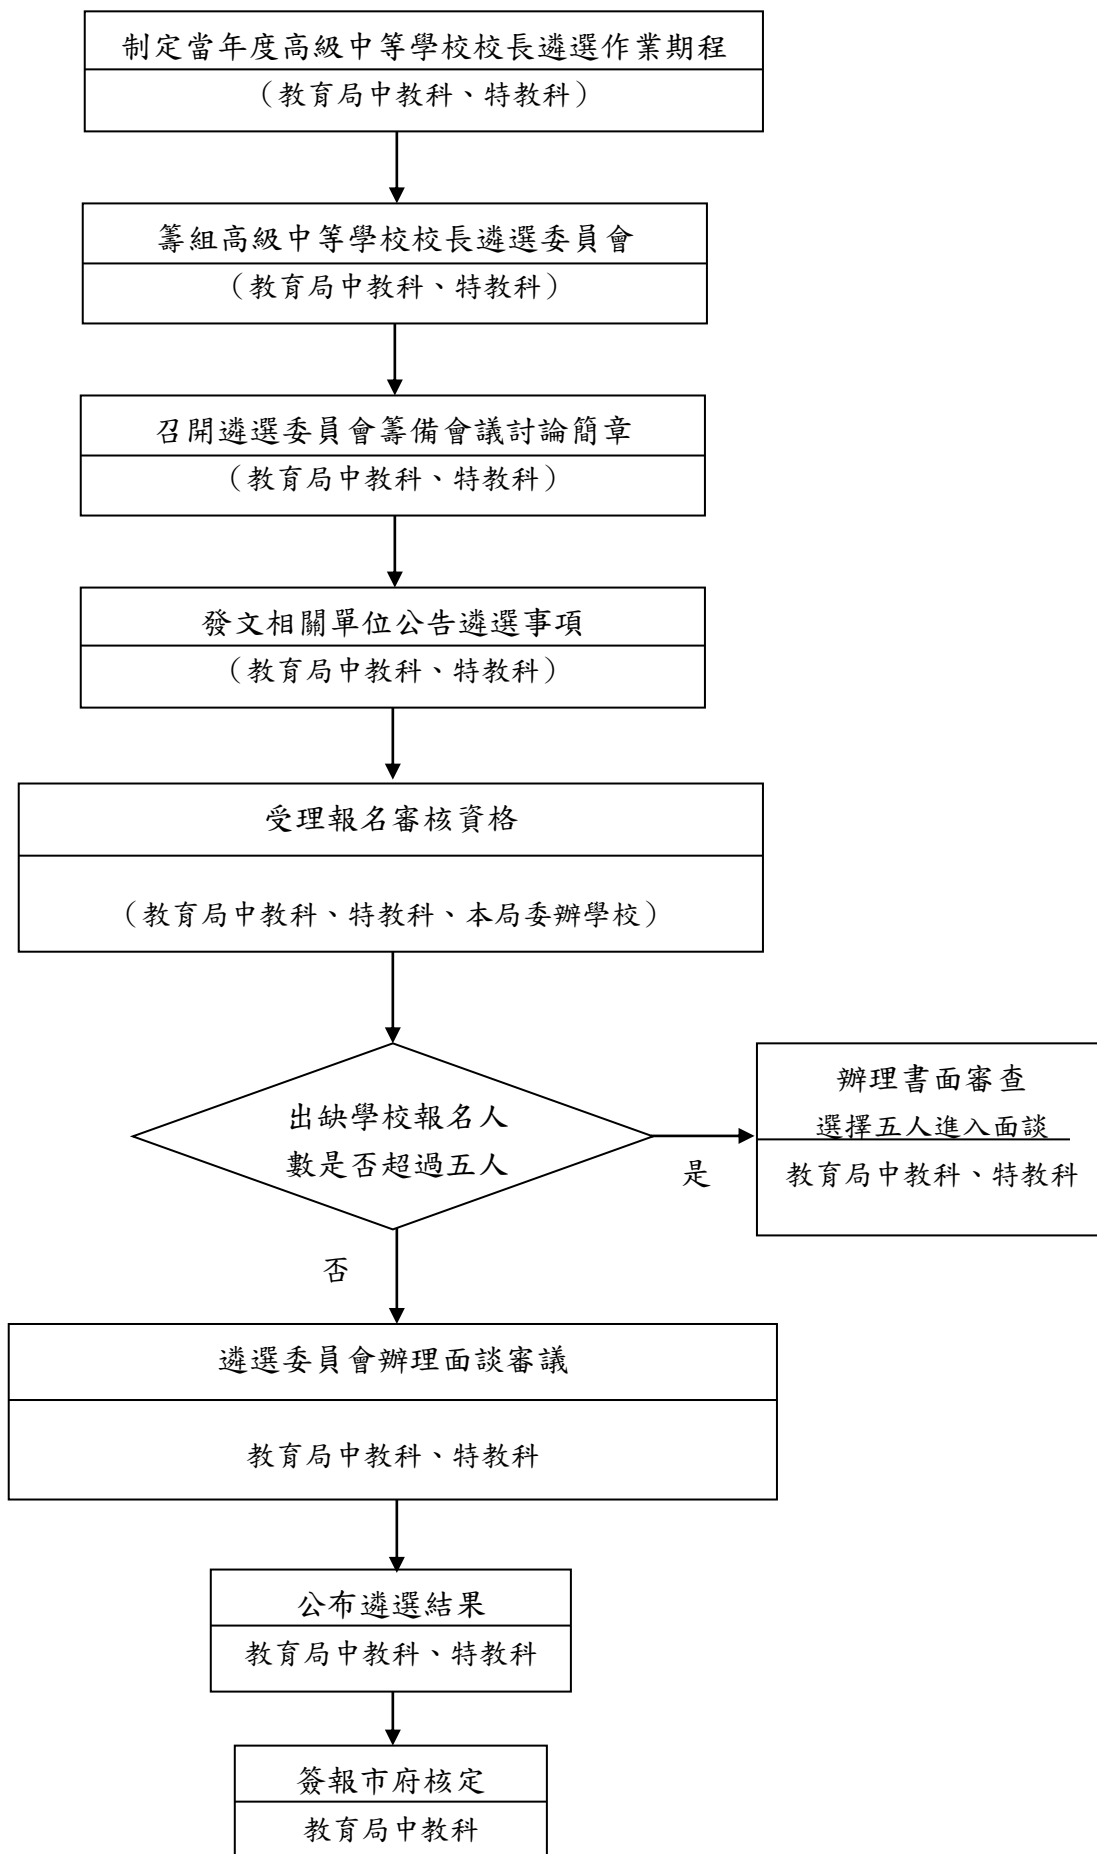 制定當年度高級中等學校校長遴選作業期程
（教育局中教科、特教科）
籌組高級中等學校校長遴選委員會
（教育局中教科、特教科）
召開遴選委員會籌備會議討論簡章
（教育局中教科、特教科）
發文相關單位公告遴選事項
（教育局中教科、特教科）
受理報名審核資格
（教育局中教科、特教科、本局委辦學校）
出缺學校報名人
數是否超過五人
是
辦理書面審查
選擇五人進入面談
教育局中教科、特教科
否
遴選委員會辦理面談審議
教育局中教科、特教科
公布遴選結果
教育局中教科、特教科
簽報市府核定
教育局中教科